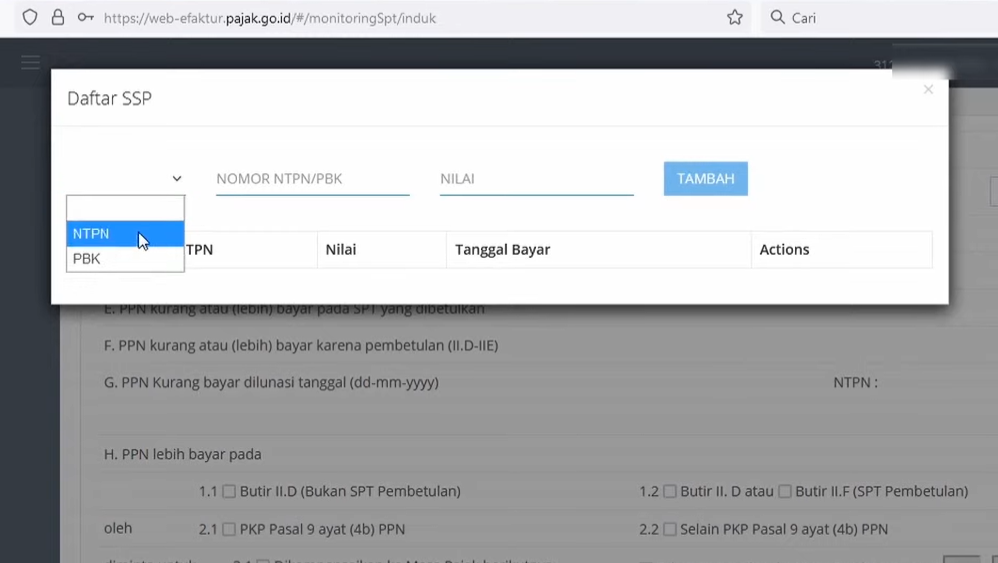 https://web-efaktur.pajak.go.id/#/monitoringSpt/induk
Cari
Daftar SSP
×
NOMOR NTPN/PBK
NILAI
TAMBAH
NTPN
PBK
TPN
Nilai
Tanggal Bayar
Actions
E. PPN kurang atau (lebih) bayar pada SPT yang dibetulkan
F. PPN kurang atau (lebih) bayar karena pembetulan (II.D-IIE)
G. PPN Kurang bayar dilunasi tanggal (dd-mm-yyyy)
NTPN :
H. PPN lebih bayar pada
1.1 Butir II.D (Bukan SPT Pembetulan)
1.2 Butir II. D atau Butir II.F (SPT Pembetulan)
oleh
2.1 PKP Pasal 9 ayat (4b) PPN
2.2 Selain PKP Pasal 9 ayat (4b) PPN